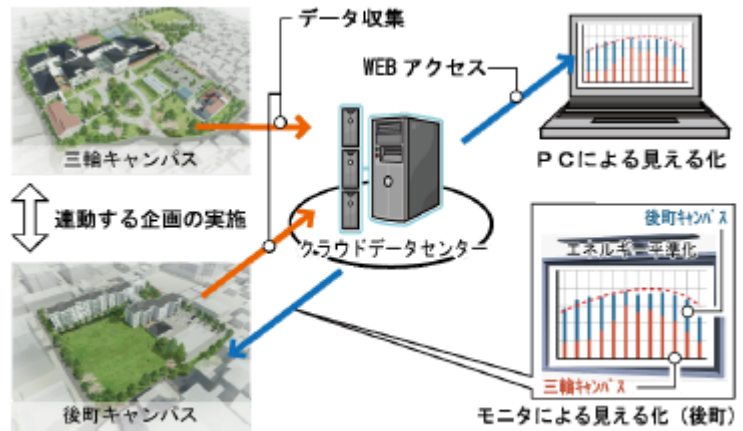 データ収集
WEB アクセス
三輪キャンパス
PCによる見える化
連動する企画の実施
クラウドデータセンター
後町キャンパス
エネルギー平準化
三輪キャンパス
後町キャンパス
モニタによる見える化（後町）